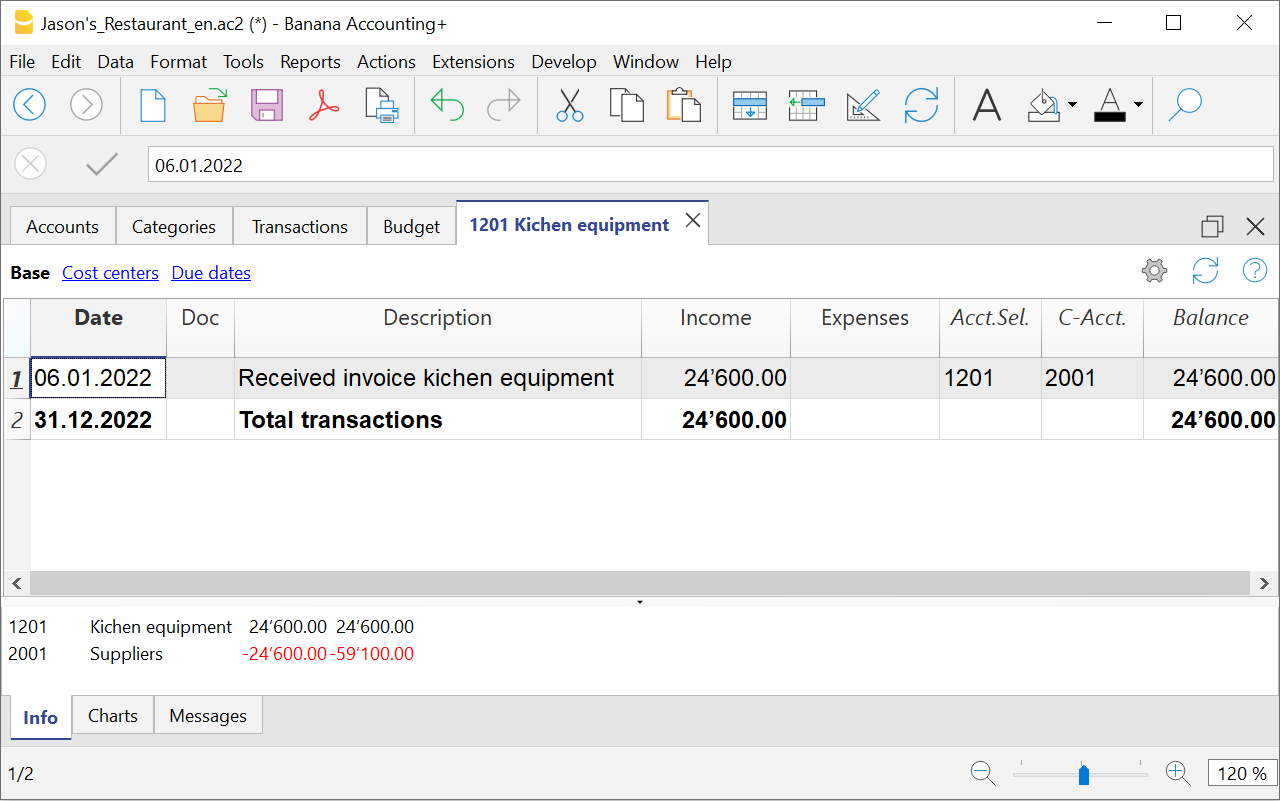 Jason's_Restaurant_en.ac2 (*) - Banana Accounting+
File Edit Data Format Tools Reports Actions Extensions Develop Window Help
06.01.2022
Accounts Categories Transactions Budget 1201 Kichen equipment
Base Cost centers Due dates
Date Doc Description Income Expenses Acct.Sel. C-Acct. Balance
1 06.01.2022 Received invoice kichen equipment 24’600.00 1201 2001 24’600.00
2 31.12.2022 Total transactions 24’600.00 24’600.00
1201 Kichen equipment 24’600.00 24’600.00
2001 Suppliers -24’600.00 -59’100.00
Info Charts Messages
1/2 120 %